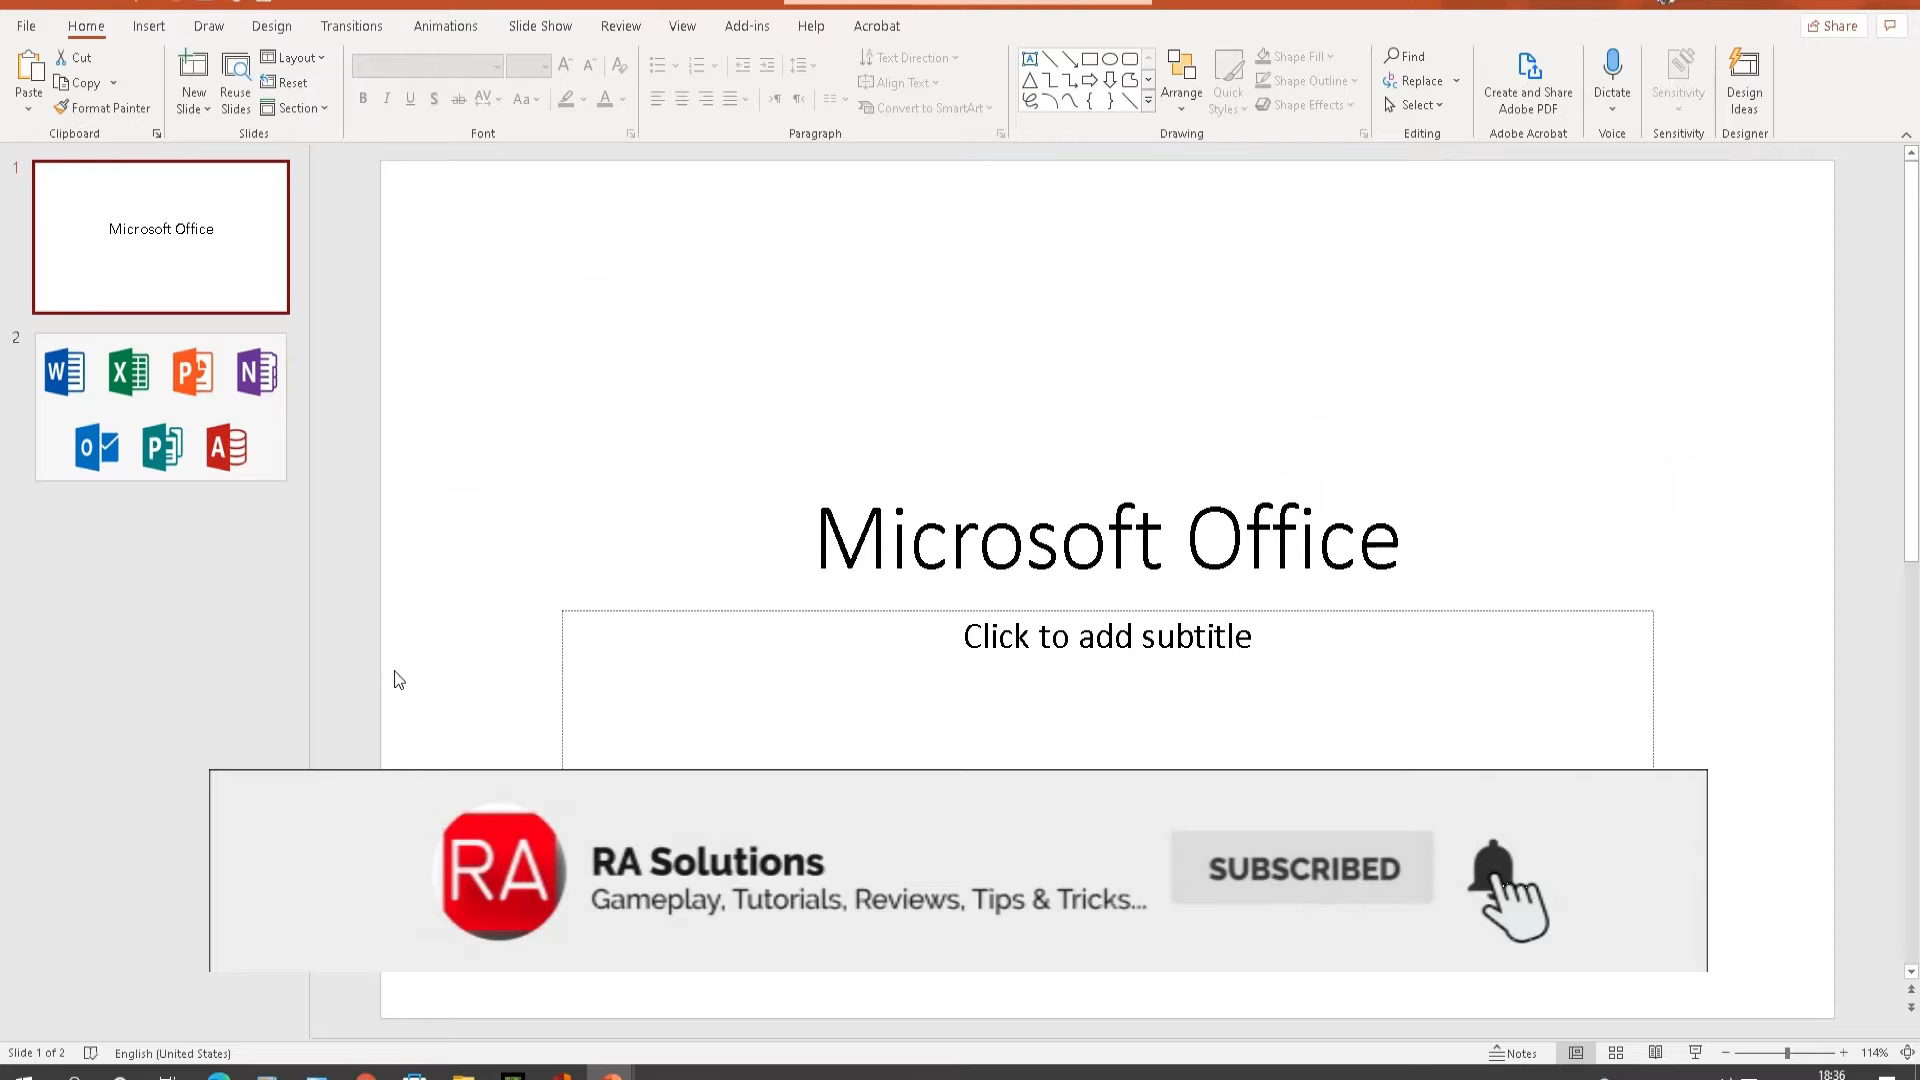 File Home Insert Draw Design Transitions Animations Slide Show Review View Add-ins Help Acrobat Share
Paste
Cut
Copy
Format Painter
Clipboard
New Slide
Reuse Slides
Layout
Reset
Section
Slides
B I U S ab AV Aa A
Font
Text Direction
Align Text
Convert to SmartArt
Paragraph
Arrange
Quick Styles
Shape Fill
Shape Outline
Shape Effects
Drawing
Find
Replace
Select
Editing
Create and Share Adobe PDF
Adobe Acrobat
Dictate
Voice
Sensitivity
Sensitivity
Design Ideas
Designer
1
Microsoft Office
2
W X P N
O P A
Microsoft Office
Click to add subtitle
RA
RA Solutions
Gameplay, Tutorials, Reviews, Tips & Tricks...
SUBSCRIBED
Slide 1 of 2 English (United States) Notes 114%
18:36